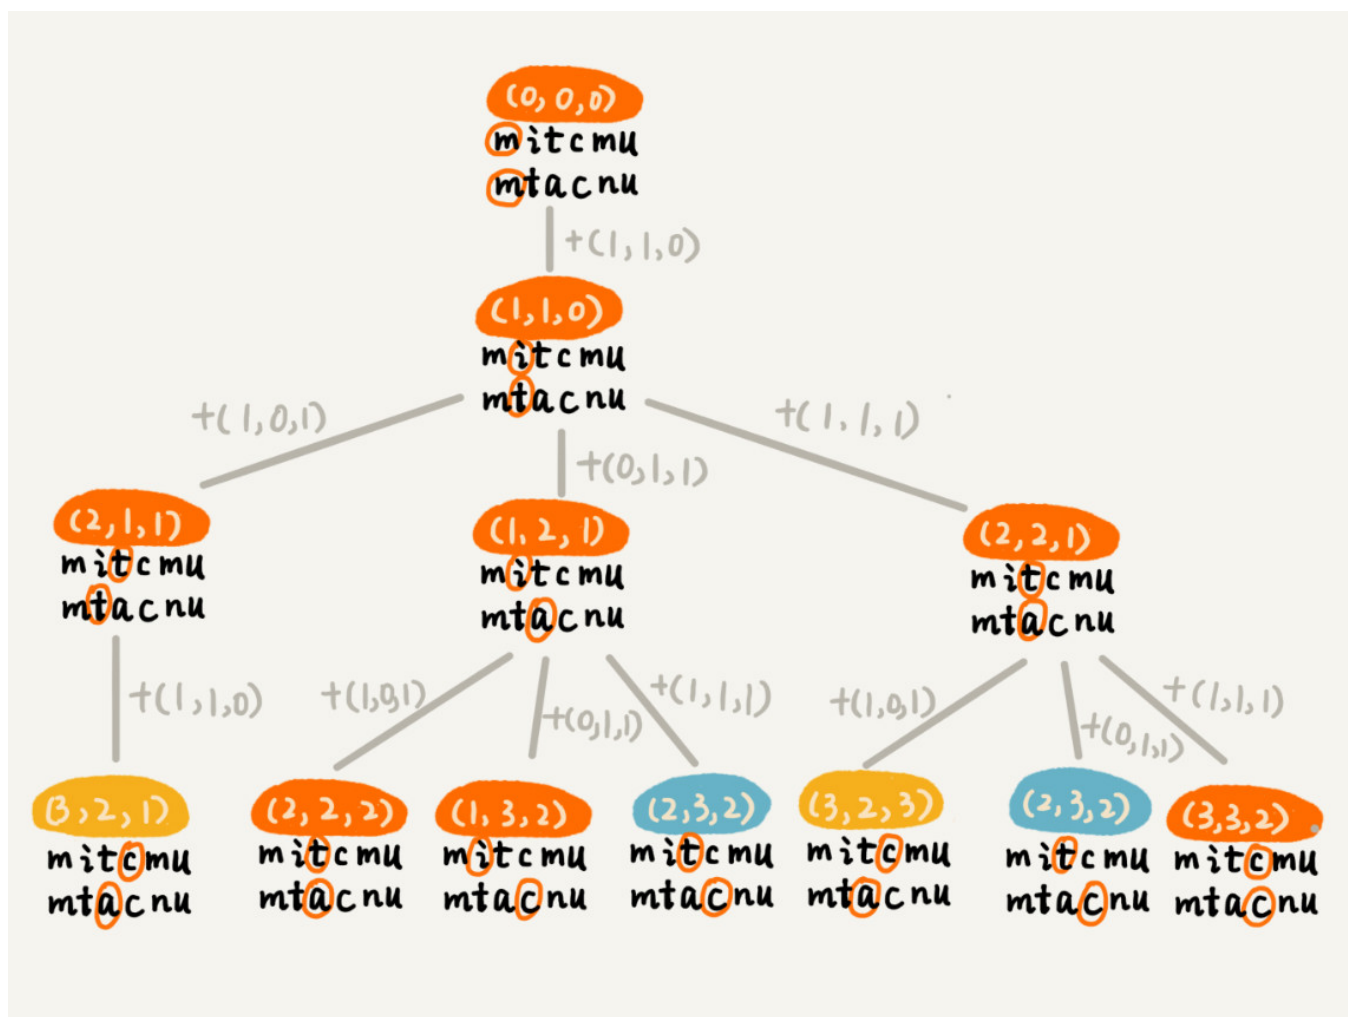 (0,0,0)
mitcmu
mtacnu
+(1,1,0)
(1,1,0)
mitcmu
mtacnu
+(1,0,1)
+(0,1,1)
+(1,1,1)
(2,1,1)
mitcmu
mtacnu
(1,2,1)
mitcmu
mtacnu
(2,2,1)
mitcmu
mtacnu
+(1,1,0)
+(1,0,1)
+(0,1,1)
+(1,1,1)
+(1,0,1)
+(0,1,1)
+(1,1,1)
(3,2,1)
mitcmu
mtacnu
(2,2,2)
mitcmu
mtacnu
(1,3,2)
mitcmu
mtacnu
(2,3,2)
mitcmu
mtacnu
(3,2,3)
mitcmu
mtacnu
(2,3,2)
mitcmu
mtacnu
(3,3,2)
mitcmu
mtacnu